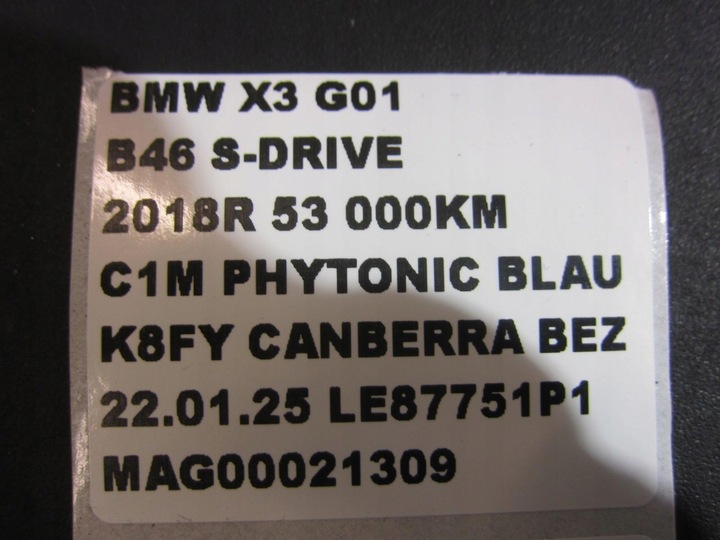 BMW X3 G01
B46 S-DRIVE
2018R 53 000KM
C1M PHYTONIC BLAU
K8FY CANBERRA BEZ
22.01.25 LE87751P1
MAG00021309